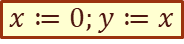 x := 0; y := x